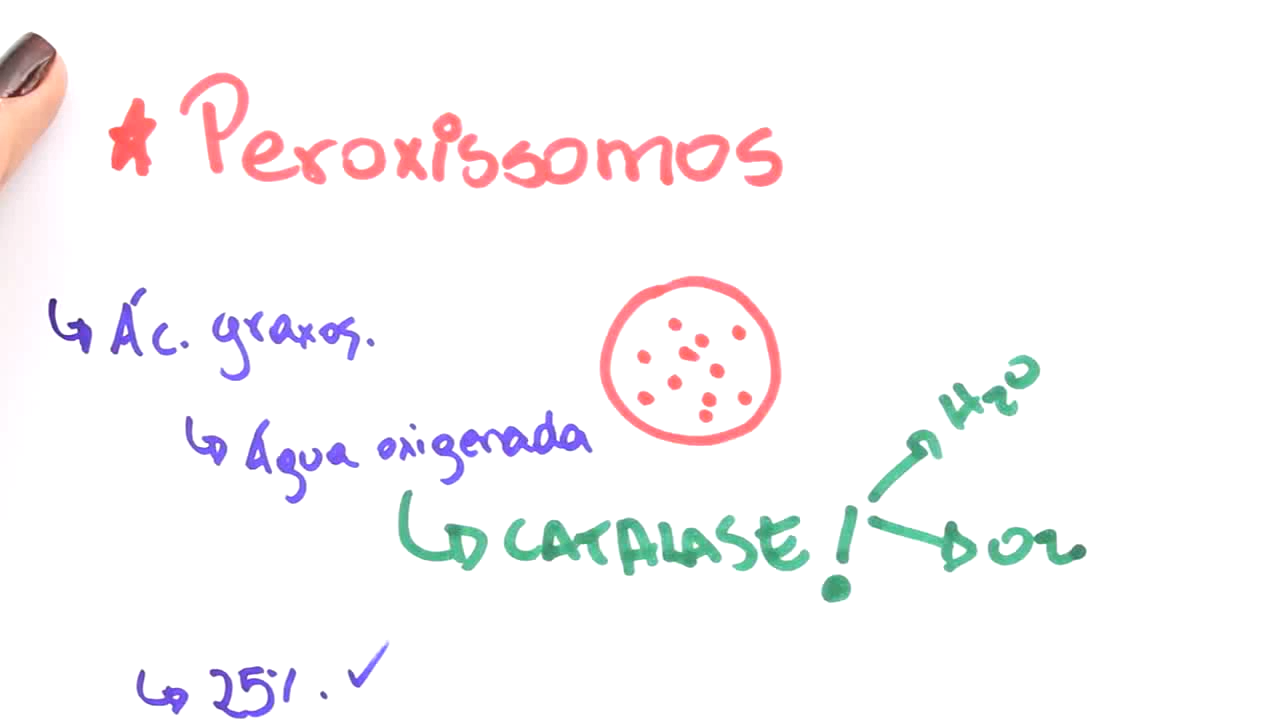 Peroxissomos
Ác. graxos.
Água oxigenada
CATALASE!
H2O
O2.
25%.